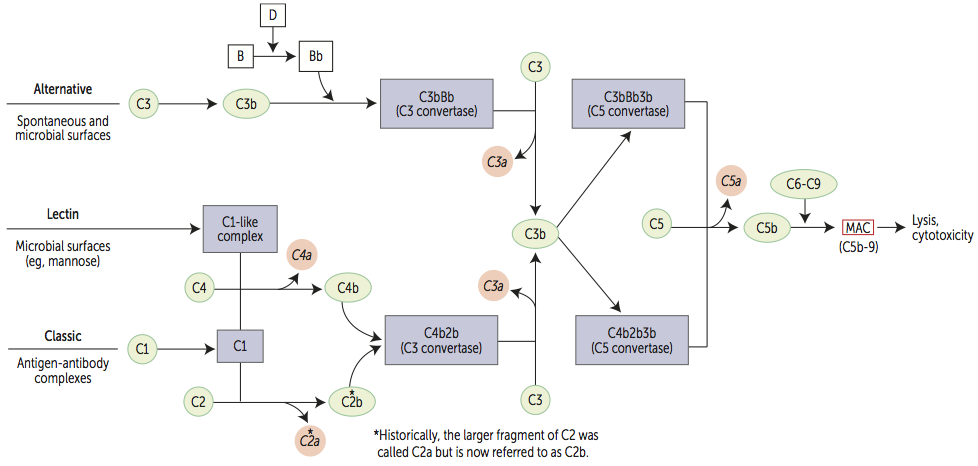 D
B
Bb
Alternative
Spontaneous and
microbial surfaces
C3
C3b
C3bBb
(C3 convertase)
C3
C3a
C3bBb3b
(C5 convertase)
Lectin
Microbial surfaces
(eg, mannose)
C1-like
complex
C4a
C4
C4b
C3b
C3a
C5
C5a
C5b
C6-C9
MAC
(C5b-9)
Lysis,
cytotoxicity
Classic
Antigen-antibody
complexes
C1
C1
C4b2b
(C3 convertase)
C4b2b3b
(C5 convertase)
C2
*
C2b
*
C2a
C3
*Historically, the larger fragment of C2 was
called C2a but is now referred to as C2b.